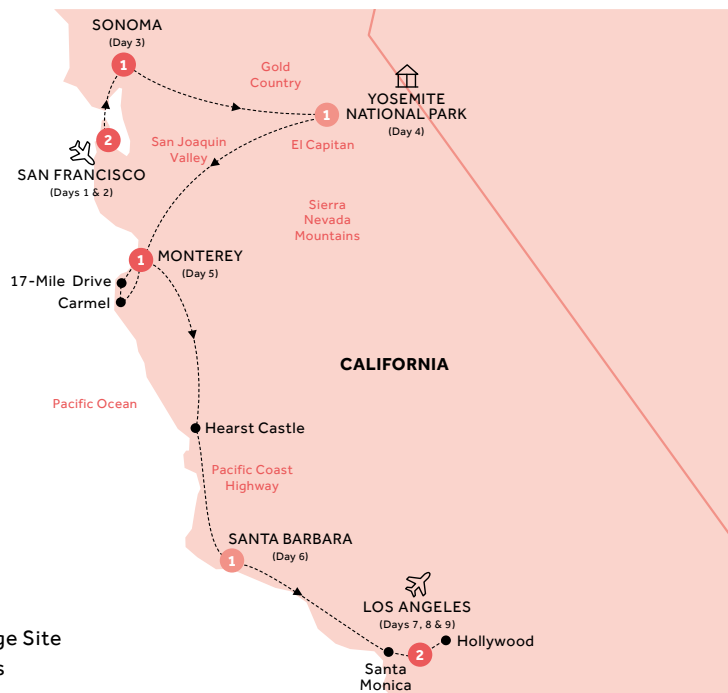 SONOMA
(Day 3)
1
Gold
Country
YOSEMITE
NATIONAL PARK
(Day 4)
1
El Capitan
San Joaquin
Valley
2
SAN FRANCISCO
(Days 1 & 2)
Sierra
Nevada
Mountains
1
MONTEREY
(Day 5)
17-Mile Drive
Carmel
CALIFORNIA
Pacific Ocean
Hearst Castle
Pacific Coast
Highway
SANTA BARBARA
(Day 6)
1
LOS ANGELES
(Days 7, 8 & 9)
Hollywood
2
Santa
Monica
ge Site
s